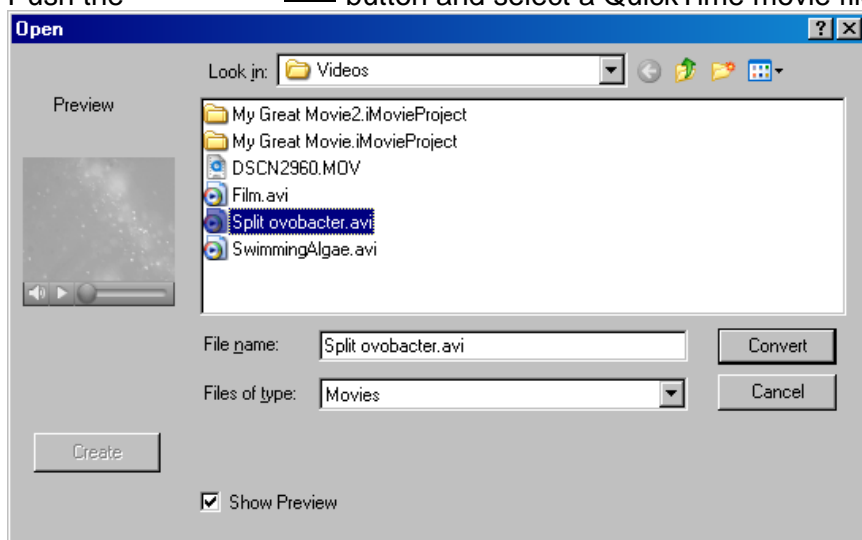 Push the button and select a QuickTime movie
Open
Look in: Videos
Preview
My Great Movie2.iMovieProject
My Great Movie.iMovieProject
DSCN2960.MOV
Film.avi
Split ovobacter.avi
SwimmingAlgae.avi
File name: Split ovobacter.avi Convert
Files of type: Movies Cancel
Create
Show Preview